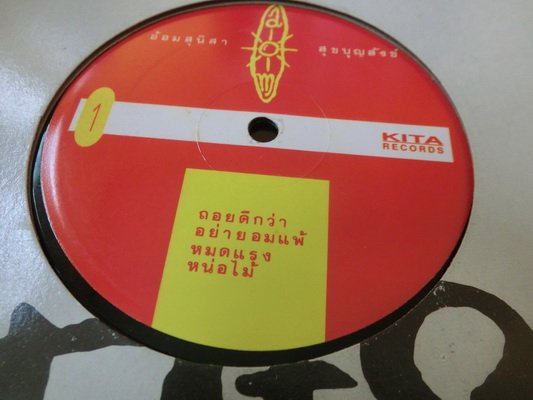 อ้อมสุนิสา
สุขบุญสังข์
1
KITA
RECORDS
ถอยดีกว่า
อย่ายอมแพ้
หมดแรง
หน่อไม้